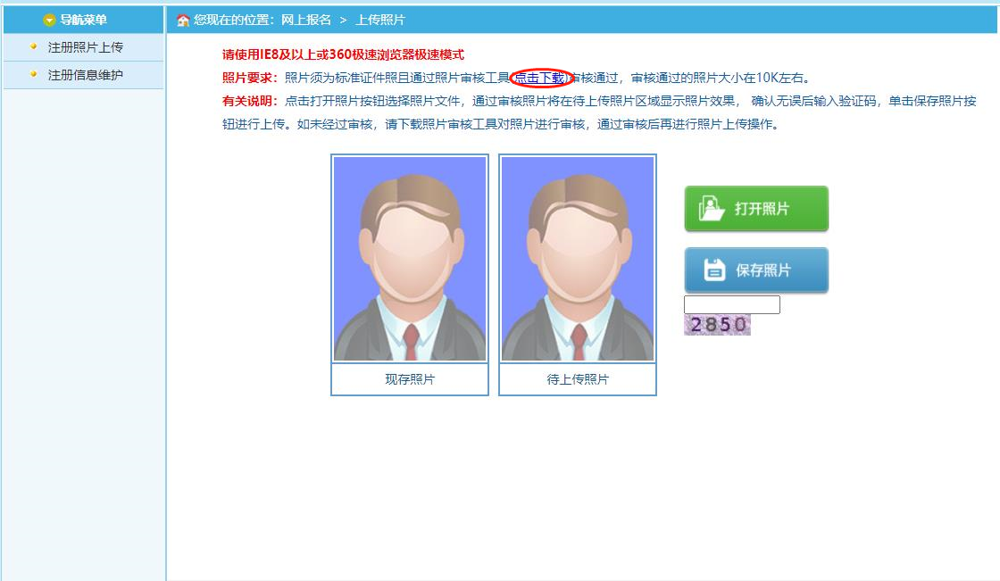 导航菜单
您现在的位置：网上报名 > 上传照片
注册照片上传
注册信息维护
请使用IE8及以上或360极速浏览器极速模式
照片要求：照片须为标准证件照且通过照片审核工具(点击下载)审核通过，审核通过的照片大小在10K左右。
有关说明：点击打开照片按钮选择照片文件，通过审核照片将在待上传照片区域显示照片效果， 确认无误后输入验证码，单击保存照片按
钮进行上传。如未经过审核，请下载照片审核工具对照片进行审核，通过审核后再进行照片上传操作。
打开照片
保存照片
2850
现存照片
待上传照片